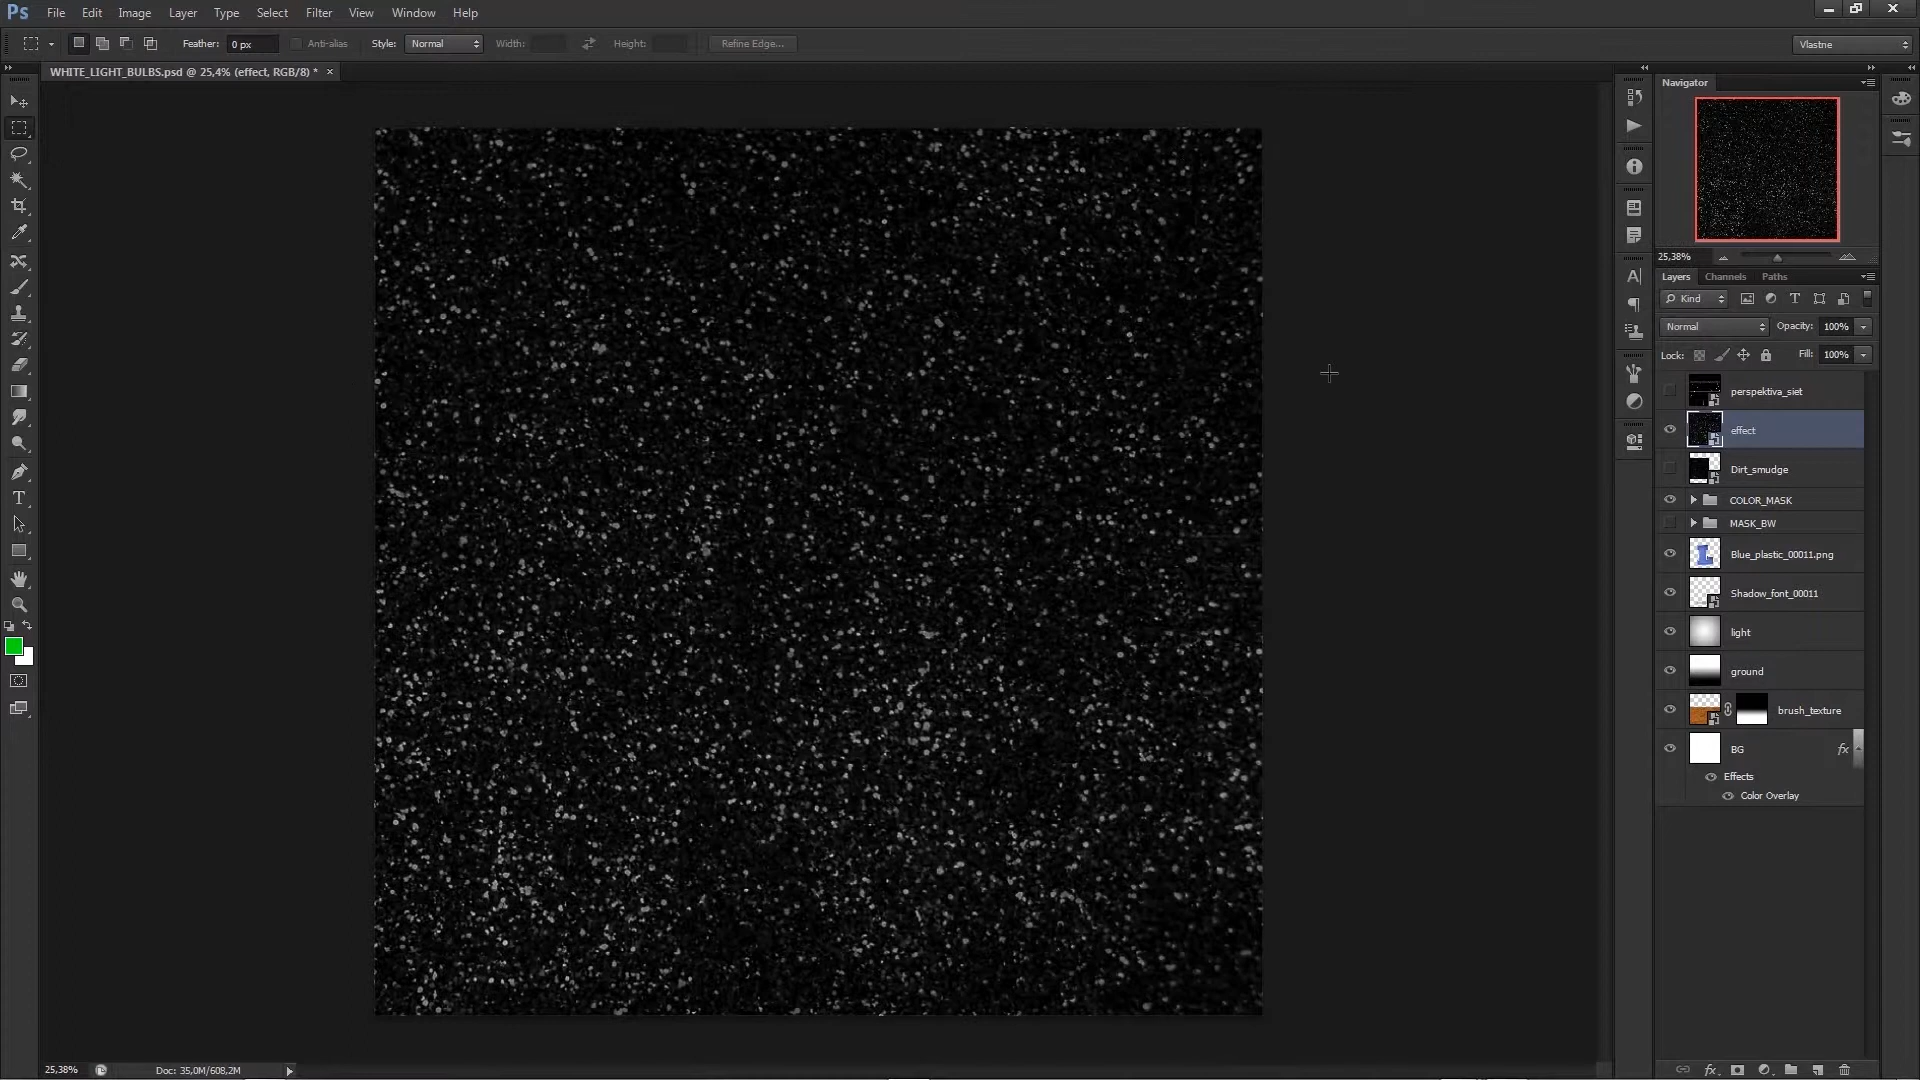 Ps File Edit Image Layer Type Select Filter View Window Help
Feather: 0 px Anti-alias Style: Normal Width: Height: Refine Edge... Vlastne
WHITE_LIGHT_BULBS.psd @ 25,4% (effect, RGB/8) * ×
Navigator
25,38%
Layers Channels Paths
Kind
Normal Opacity: 100%
Lock: Fill: 100%
perspektiva_siet
effect
Dirt_smudge
COLOR_MASK
MASK_BW
Blue_plastic_00011.png
Shadow_font_00011
light
ground
brush_texture
BG fx
Effects
Color Overlay
25,38% Doc: 35,0M/608,2M